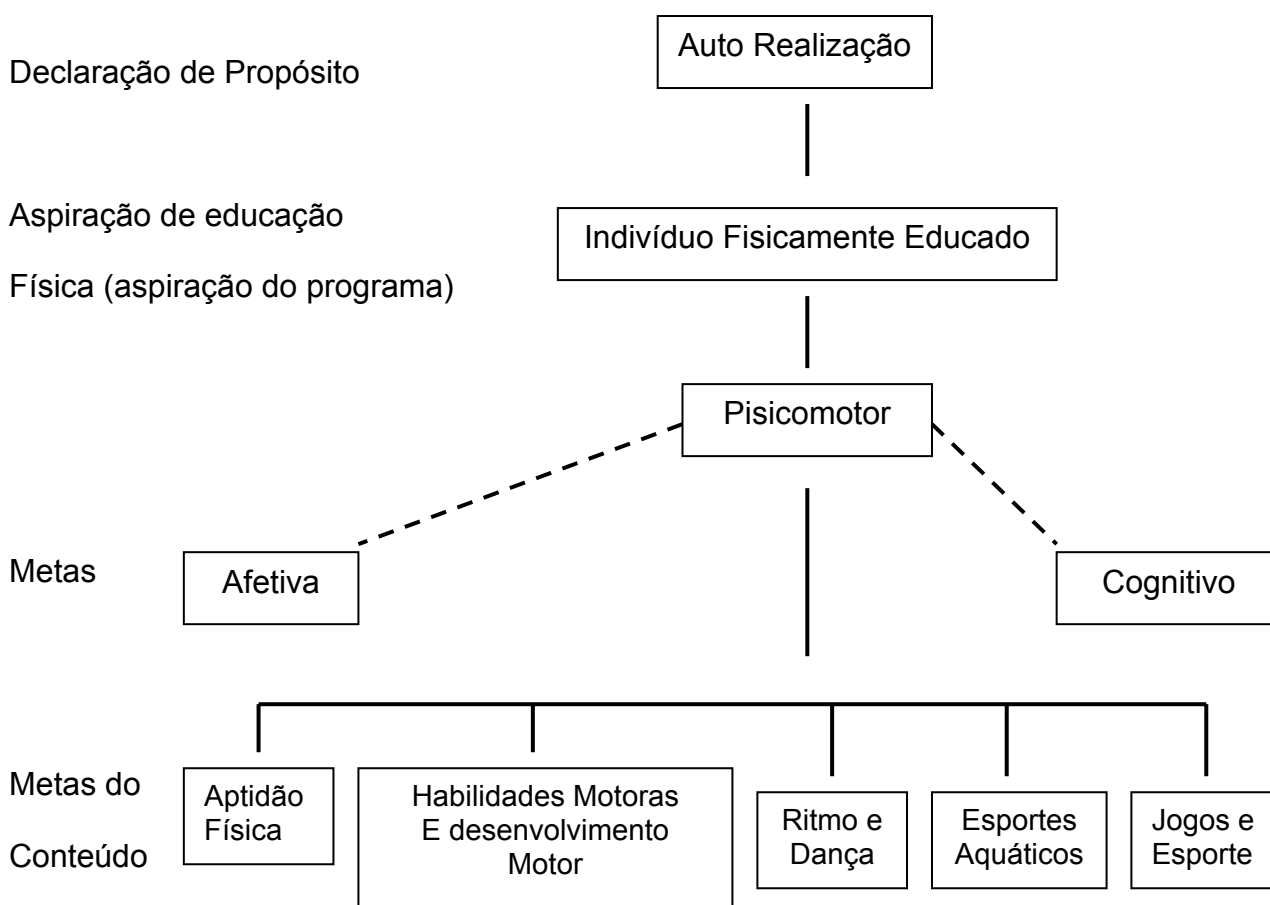 Auto Realização
Declaração de Propósito
Aspiração de educação
Indivíduo Fisicamente Educado
Física (aspiração do programa)
Pisicomotor
Metas
Afetiva
Cognitivo
Metas do
Conteúdo
Aptidão
Física
Habilidades Motoras
E desenvolvimento
Motor
Ritmo e
Dança
Esportes
Aquáticos
Jogos e
Esporte